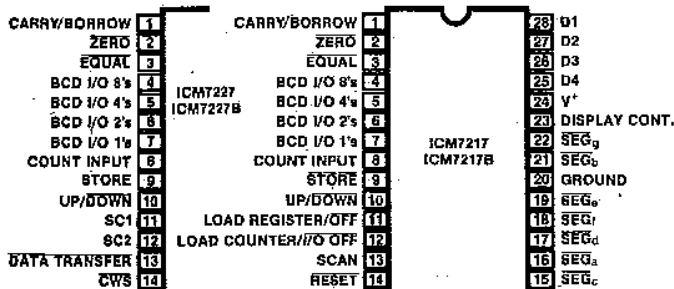 CARRY/BORROW 1
ZERO 2
EQUAL 3
BCD I/O 8's 4
BCD I/O 4's 5
BCD I/O 2's 6
BCD I/O 1's 7
COUNT INPUT 8
STORE 9
UP/DOWN 10
SC1 11
SC2 12
DATA TRANSFER 13
CWS 14
ICM7227
ICM7227B
CARRY/BORROW 1
ZERO 2
EQUAL 3
BCD I/O 8's 4
BCD I/O 4's 5
BCD I/O 2's 6
BCD I/O 1's 7
COUNT INPUT 8
STORE 9
UP/DOWN 10
LOAD REGISTER/OFF 11
LOAD COUNTER/I/O OFF 12
SCAN 13
RESET 14
ICM7217
ICM7217B
28 D1
27 D2
26 D3
25 D4
24 V+
23 DISPLAY CONT.
22 SEGg
21 SEGb
20 GROUND
19 SEGe
18 SEGf
17 SEGd
16 SEGa
15 SEGc